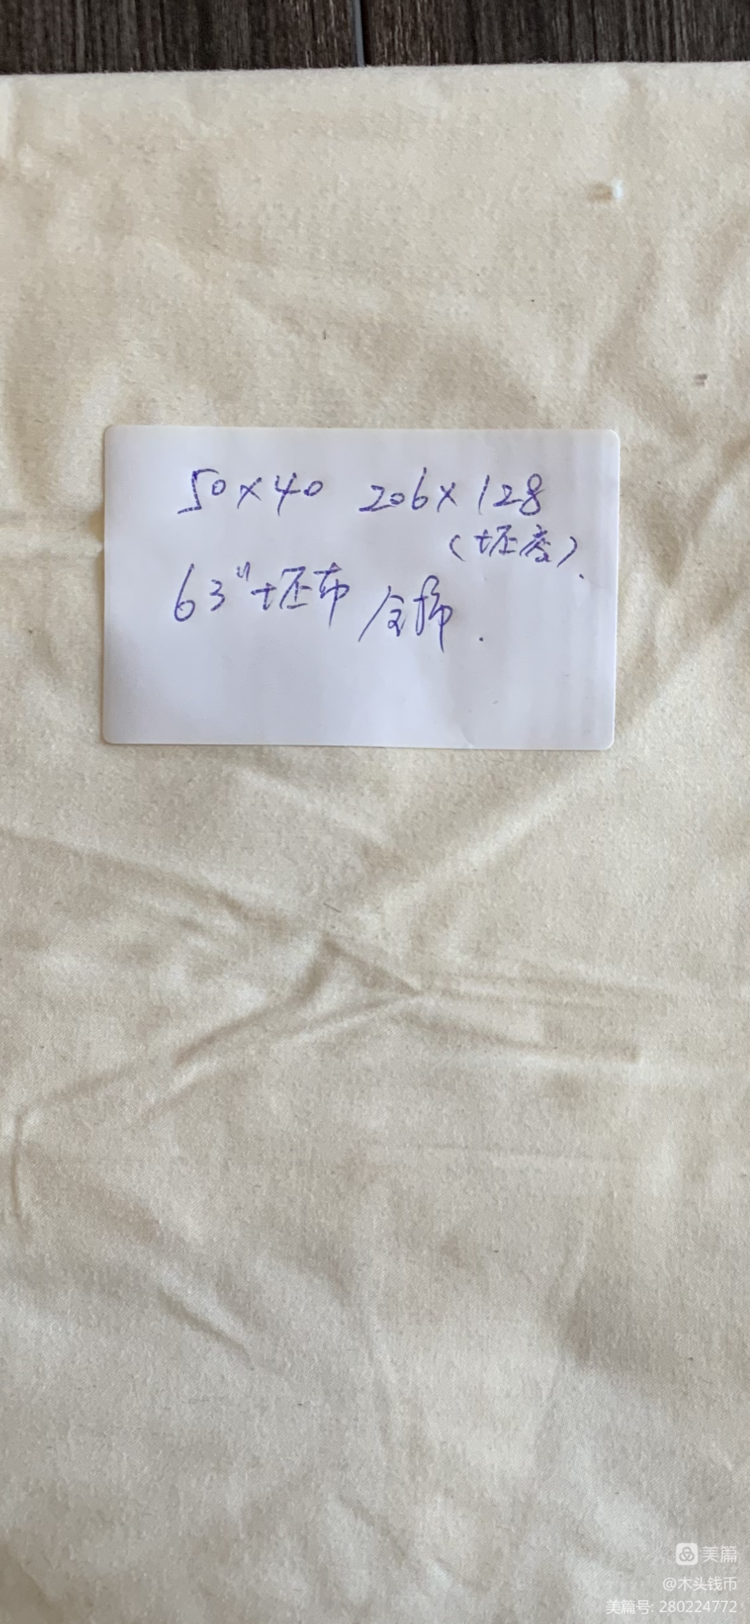 50×40 206×128
(坯密).
63"坯布 全棉.
美篇
@木头钱币
美篇号: 280224772